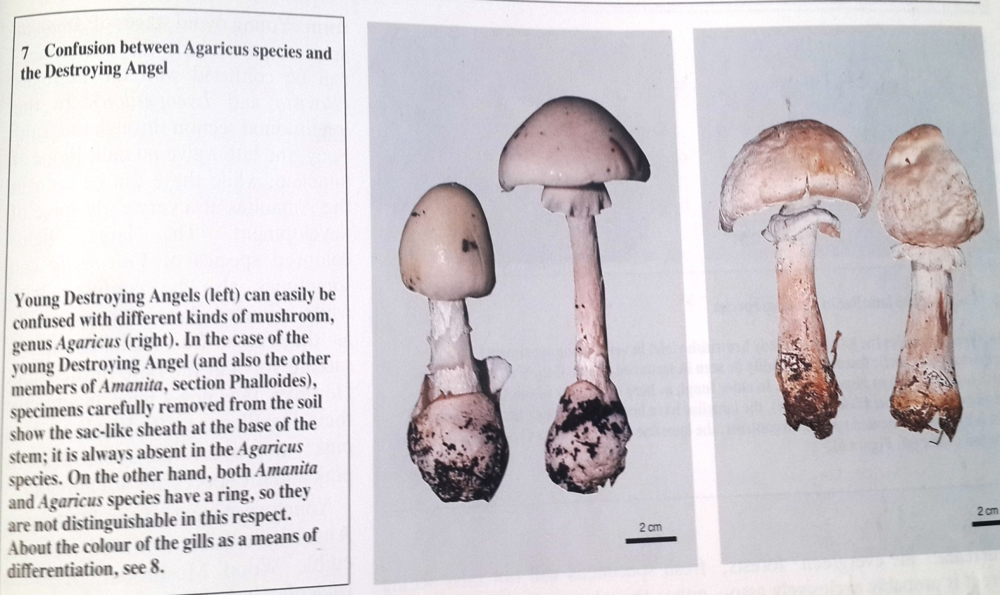 7 Confusion between Agaricus species and
the Destroying Angel
Young Destroying Angels (left) can easily be
confused with different kinds of mushroom,
genus Agaricus (right). In the case of the
young Destroying Angel (and also the other
members of Amanita, section Phalloides),
specimens carefully removed from the soil
show the sac-like sheath at the base of the
stem; it is always absent in the Agaricus
species. On the other hand, both Amanita
and Agaricus species have a ring, so they
are not distinguishable in this respect.
About the colour of the gills as a means of
differentiation, see 8.
2 cm
2 cm